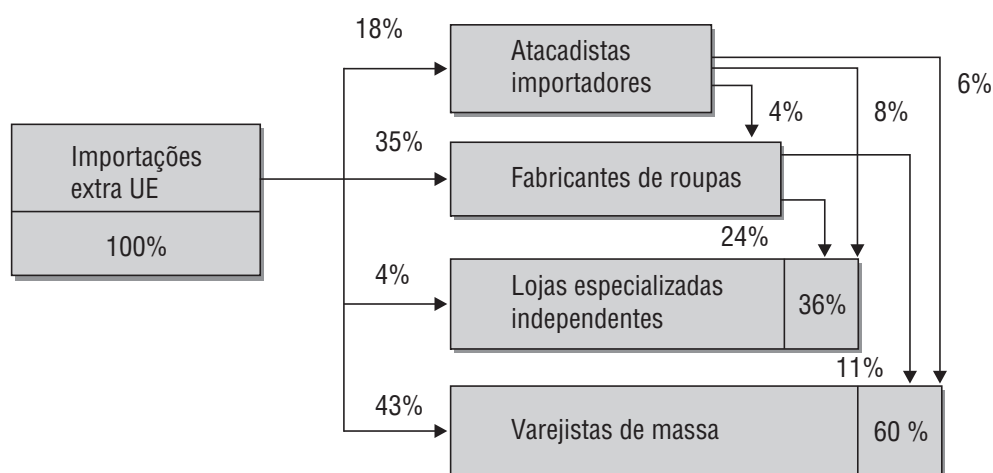 18%
Atacadistas
importadores
6%
4%
8%
Importações
extra UE
100%
35%
Fabricantes de roupas
24%
4%
Lojas especializadas
independentes
36%
11%
43%
Varejistas de massa
60 %